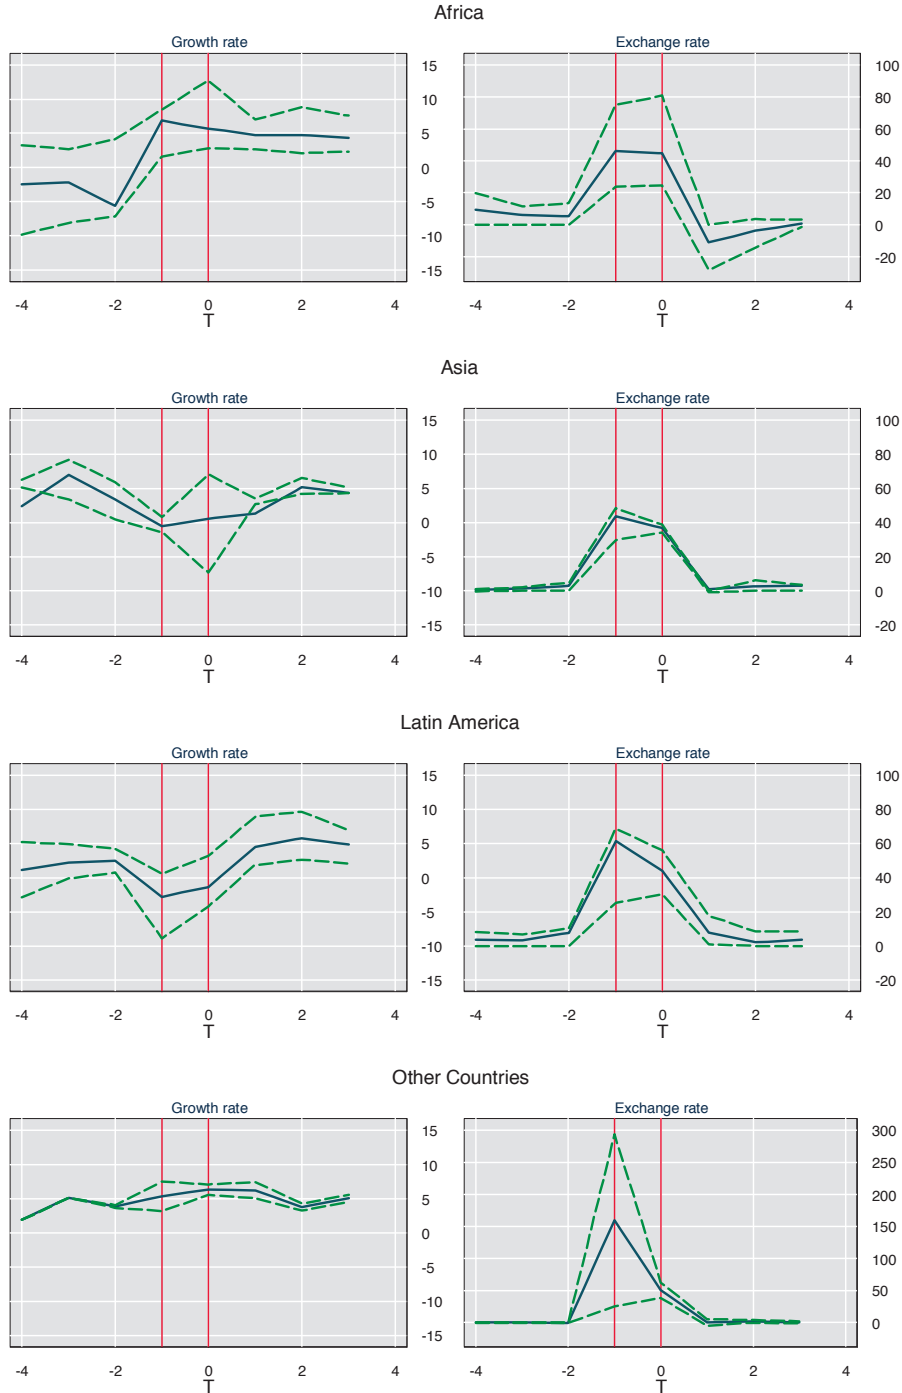 Africa
Growth rate
15
10
5
0
-5
-10
-15
-4 -2 0 2 4
T
Exchange rate
100
80
60
40
20
0
-20
-4 -2 0 2 4
T
Asia
Growth rate
15
10
5
0
-5
-10
-15
-4 -2 0 2 4
T
Exchange rate
100
80
60
40
20
0
-20
-4 -2 0 2 4
T
Latin America
Growth rate
15
10
5
0
-5
-10
-15
-4 -2 0 2 4
T
Exchange rate
100
80
60
40
20
0
-20
-4 -2 0 2 4
T
Other Countries
Growth rate
15
10
5
0
-5
-10
-15
-4 -2 0 2 4
T
Exchange rate
300
250
200
150
100
50
0
-4 -2 0 2 4
T